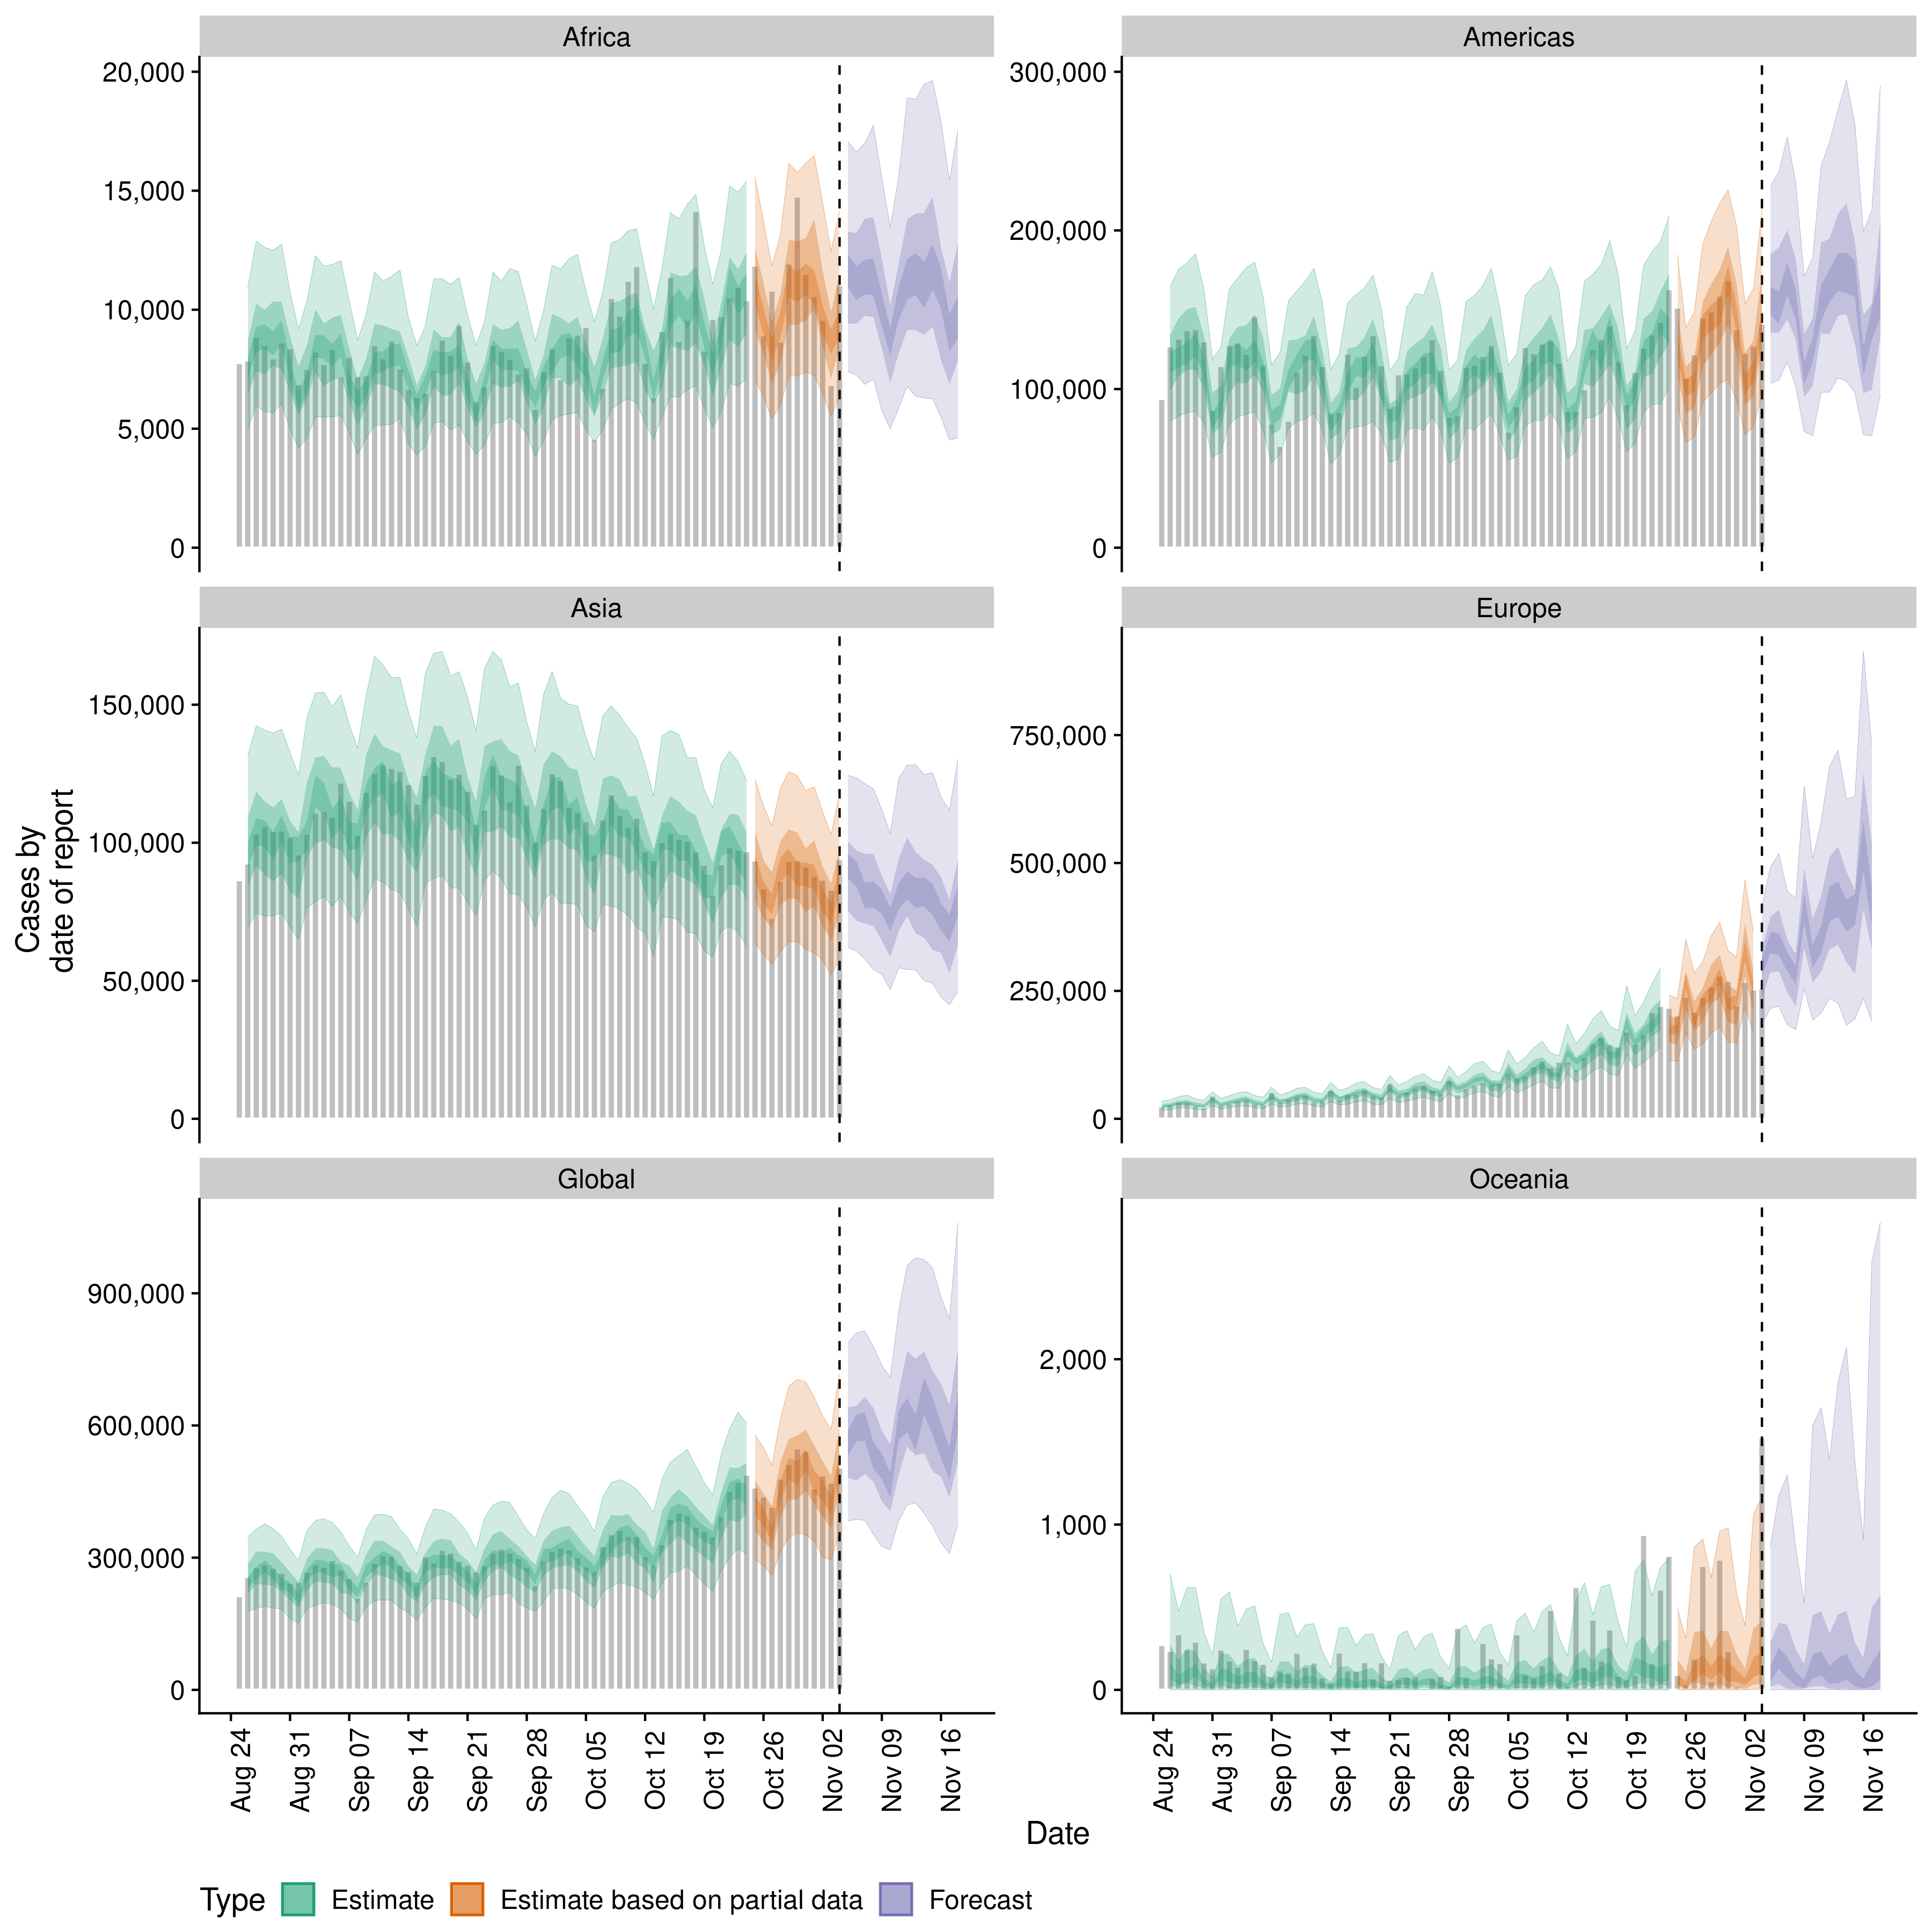 Africa
Americas
20,000
15,000
10,000
5,000
0
300,000
200,000
100,000
0
Asia
Europe
Cases by
date of report
150,000
100,000
50,000
0
750,000
500,000
250,000
0
Global
Oceania
900,000
600,000
300,000
0
2,000
1,000
0
Aug 24
Aug 31
Sep 07
Sep 14
Sep 21
Sep 28
Oct 05
Oct 12
Oct 19
Oct 26
Nov 02
Nov 09
Nov 16
Aug 24
Aug 31
Sep 07
Sep 14
Sep 21
Sep 28
Oct 05
Oct 12
Oct 19
Oct 26
Nov 02
Nov 09
Nov 16
Date
Type Estimate Estimate based on partial data Forecast